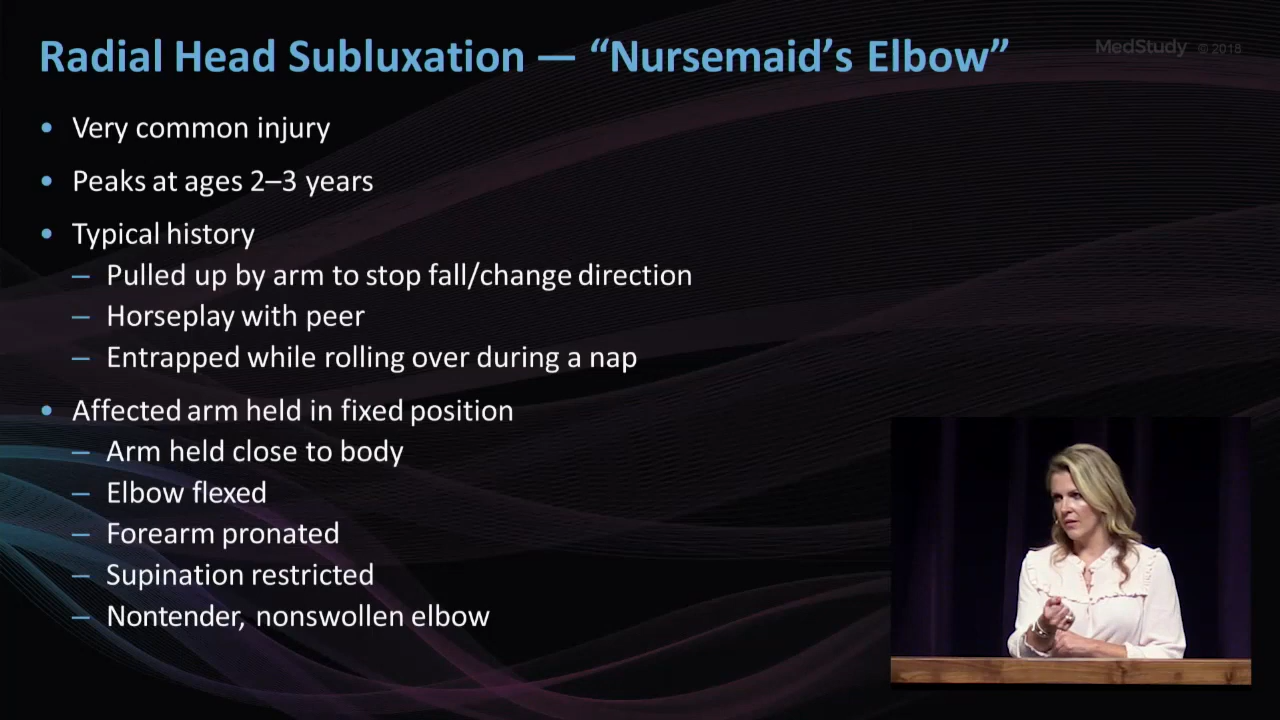 Radial Head Subluxation — “Nursemaid’s Elbow”
MedStudy © 2018
• Very common injury
• Peaks at ages 2–3 years
• Typical history
– Pulled up by arm to stop fall/change direction
– Horseplay with peer
– Entrapped while rolling over during a nap
• Affected arm held in fixed position
– Arm held close to body
– Elbow flexed
– Forearm pronated
– Supination restricted
– Nontender, nonswollen elbow